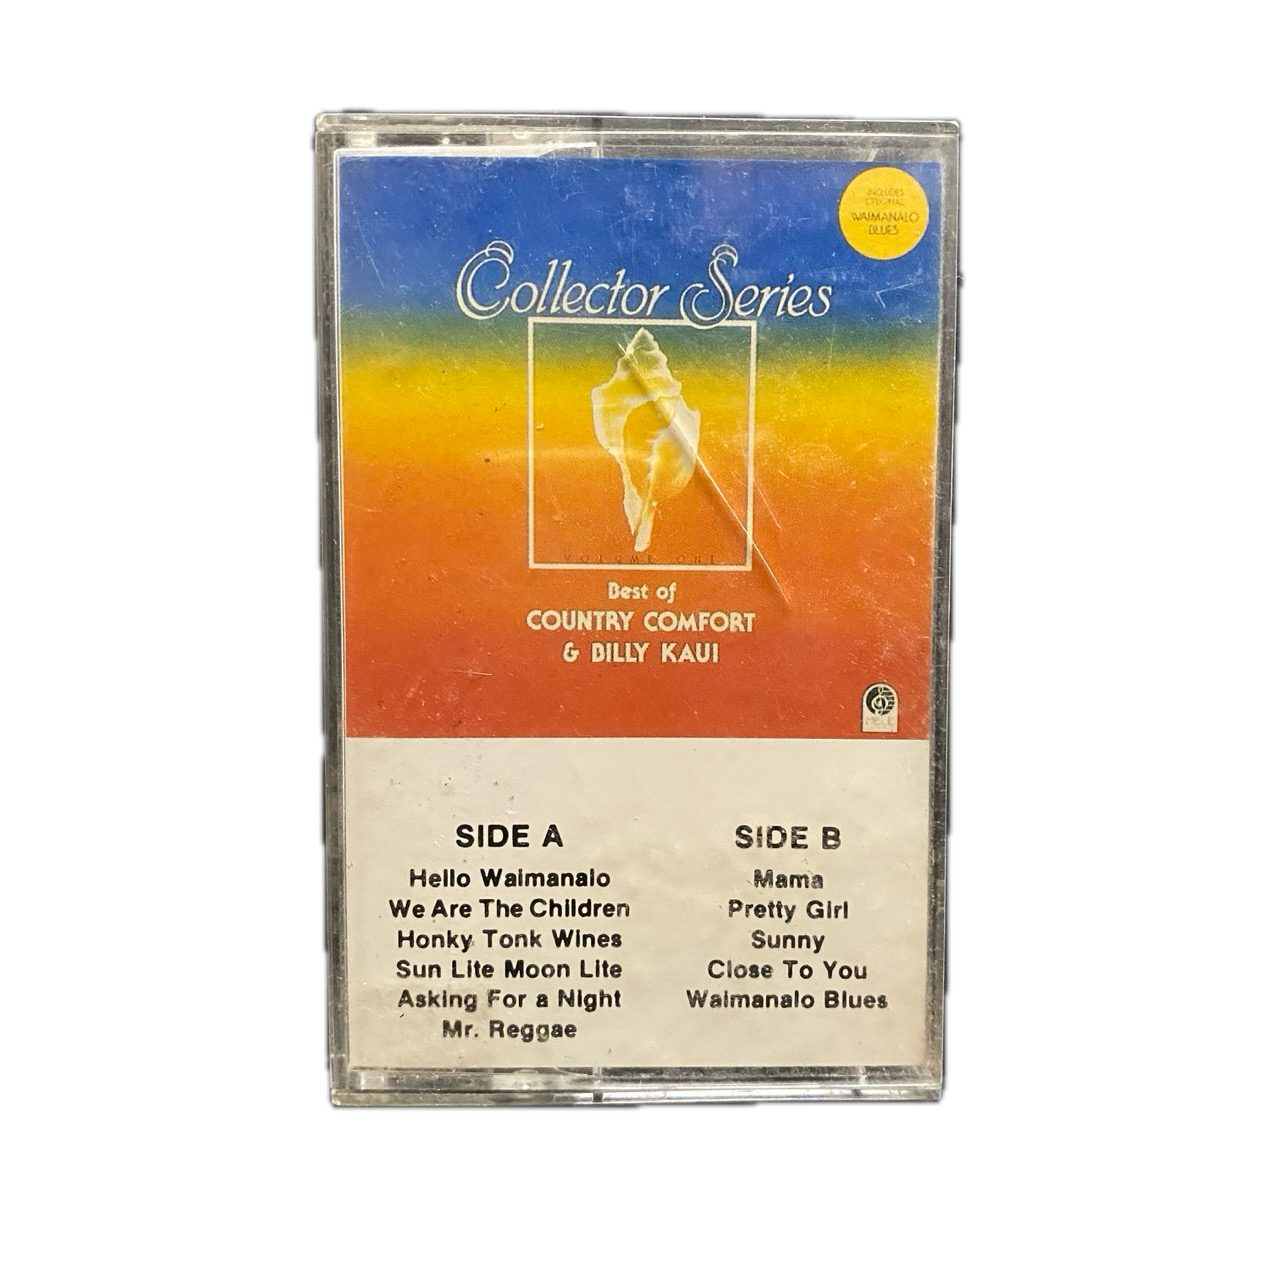 INCLUDES
ORIGINAL
WAIMANALO
BLUES
Collector Series
VOLUME ONE
Best of
COUNTRY COMFORT
& BILLY KAUI
MELE
SIDE A
Hello Waimanalo
We Are The Children
Honky Tonk Wines
Sun Lite Moon Lite
Asking For a Night
Mr. Reggae
SIDE B
Mama
Pretty Girl
Sunny
Close To You
Waimanalo Blues